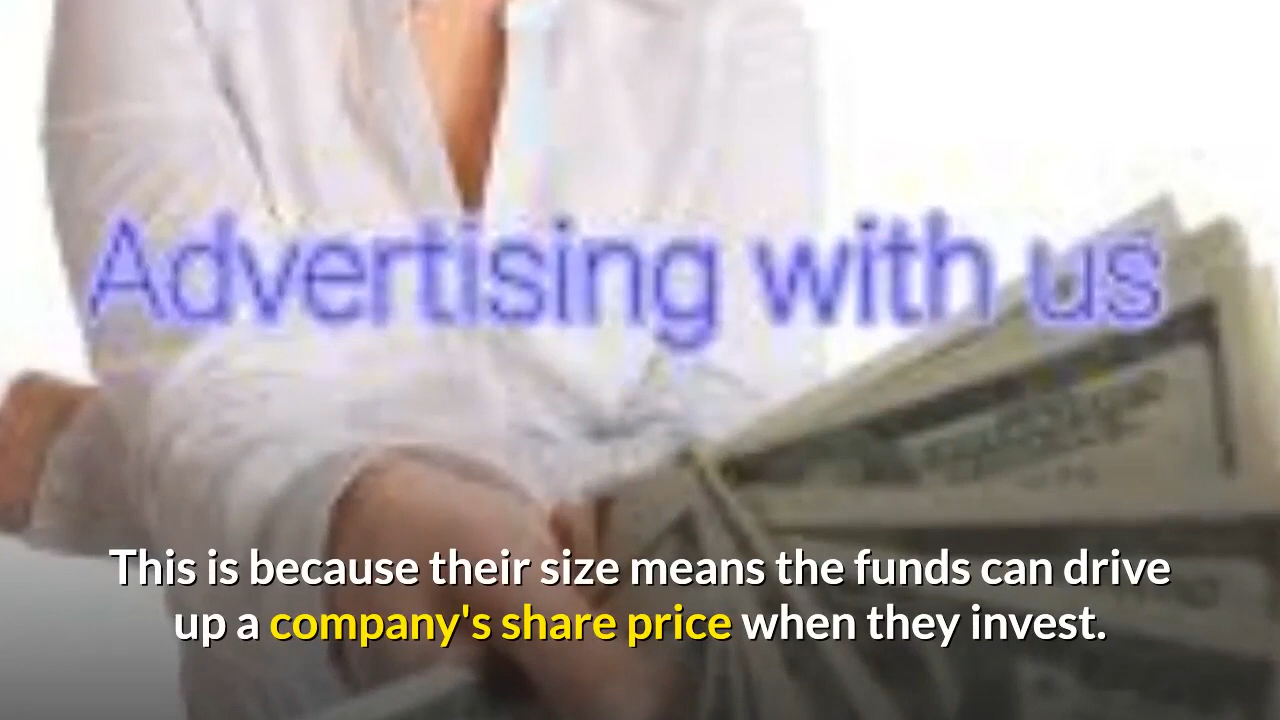 Advertising with us
This is because their size means the funds can drive
up a company's share price when they invest.